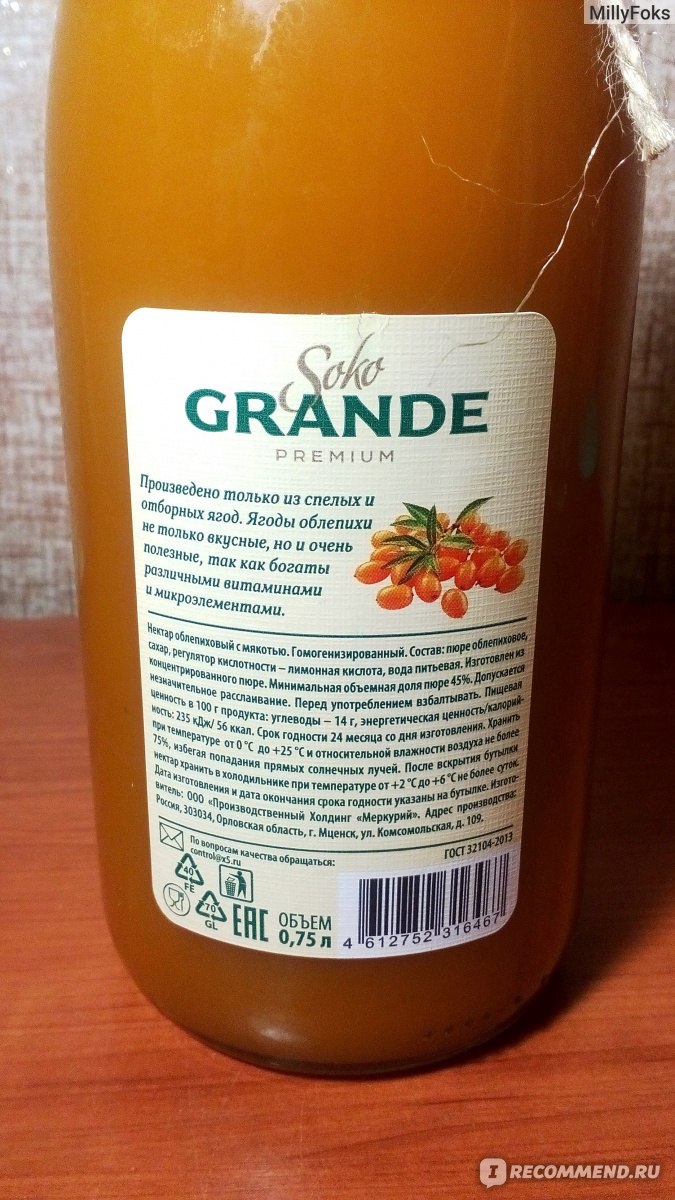 MillyFoks
Soko
GRANDE
PREMIUM
Произведено только из спелых и
отборных ягод. Ягоды облепихи
не только вкусные, но и очень
полезные, так как богаты
различными витаминами
и микроэлементами.
Нектар облепиховый с мякотью. Гомогенизированный. Состав: пюре облепиховое,
сахар, регулятор кислотности – лимонная кислота, вода питьевая. Изготовлен из
концентрированного пюре. Минимальная объемная доля пюре 45%. Допускается
незначительное расслаивание. Перед употреблением взбалтывать. Пищевая
ценность в 100 г продукта: углеводы – 14 г, энергетическая ценность/калорий-
ность: 235 кДж/ 56 ккал. Срок годности 24 месяца со дня изготовления. Хранить
при температуре от 0 °С до +25 °С и относительной влажности воздуха не более
75%, избегая попадания прямых солнечных лучей. После вскрытия бутылки
нектар хранить в холодильнике при температуре от +2 °С до +6 °С не более суток.
Дата изготовления и дата окончания срока годности указаны на бутылке. Изгото-
витель: ООО «Производственный Холдинг «Меркурий». Адрес производства:
Россия, 303034, Орловская область, г. Мценск, ул. Комсомольская, д. 109.
ГОСТ 32104-2013
По вопросам качества обращаться:
control@x5.ru
40
FE
70
GL
EAC
ОБЪЕМ
0,75 л
4 612752 316467
IRECOMMEND.RU